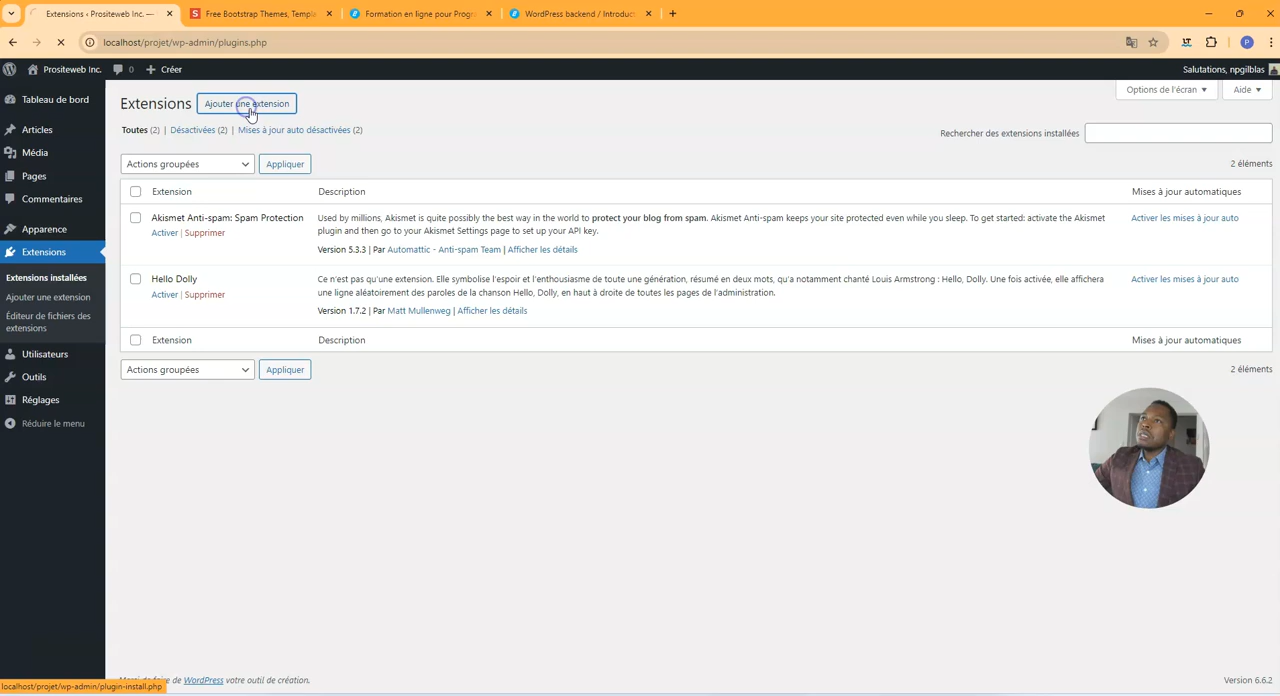 Extensions ‹ Prositeweb Inc. —
Free Bootstrap Themes, Templa
Formation en ligne pour Progra
WordPress backend / Introduct
localhost/projet/wp-admin/plugins.php
Prositeweb Inc.
0
Créer
Salutations, npgilblas
Tableau de bord
Articles
Média
Pages
Commentaires
Apparence
Extensions
Extensions installées
Ajouter une extension
Éditeur de fichiers des
extensions
Utilisateurs
Outils
Réglages
Réduire le menu
Extensions
Ajouter une extension
Options de l'écran ▼
Aide ▼
Toutes (2) | Désactivées (2) | Mises à jour auto désactivées (2)
Rechercher des extensions installées
Actions groupées
Appliquer
2 éléments
Extension
Description
Mises à jour automatiques
Akismet Anti-spam: Spam Protection
Activer | Supprimer
Used by millions, Akismet is quite possibly the best way in the world to protect your blog from spam. Akismet Anti-spam keeps your site protected even while you sleep. To get started: activate the Akismet
plugin and then go to your Akismet Settings page to set up your API key.
Version 5.3.3 | Par Automattic - Anti-spam Team | Afficher les détails
Activer les mises à jour auto
Hello Dolly
Activer | Supprimer
Ce n'est pas qu'une extension. Elle symbolise l'espoir et l'enthousiasme de toute une génération, résumé en deux mots, qu'a notamment chanté Louis Armstrong : Hello, Dolly. Une fois activée, elle affichera
une ligne aléatoirement des paroles de la chanson Hello, Dolly, en haut à droite de toutes les pages de l'administration.
Version 1.7.2 | Par Matt Mullenweg | Afficher les détails
Activer les mises à jour auto
Extension
Description
Mises à jour automatiques
Actions groupées
Appliquer
2 éléments
de faire de WordPress votre outil de création.
Version 6.6.2
localhost/projet/wp-admin/plugin-install.php